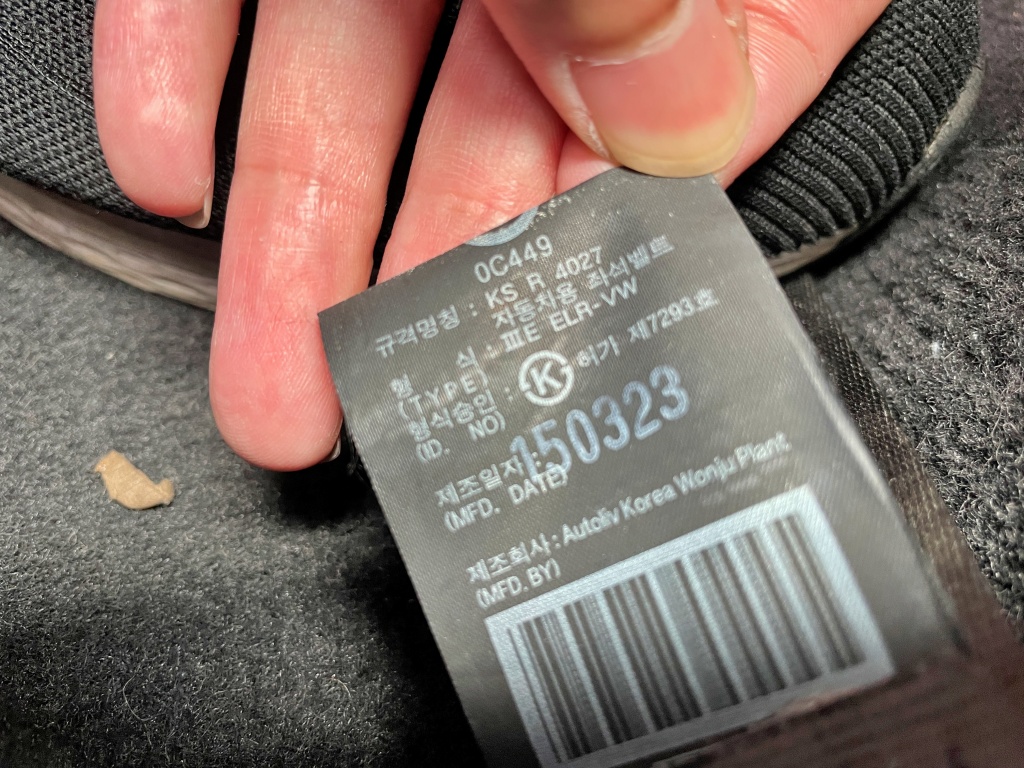 0C449
규격명칭 : KS R 4027
자동차용 좌석벨트
형 식 : ⅢE ELR-VW
(TYPE)
형식승인 : K 허가 제7293호
(ID. NO)
제조일자 : 150323
(MFD. DATE)
제조회사 : Autoliv Korea Wonju Plant
(MFD. BY)